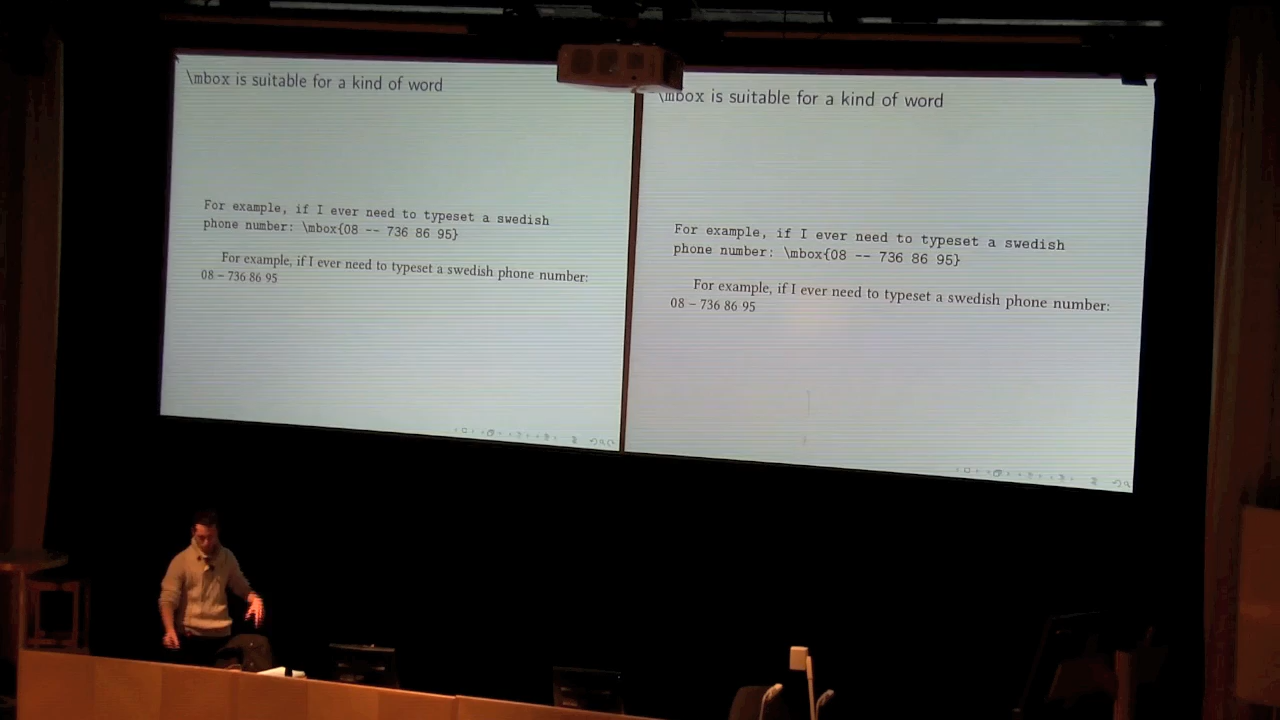 \mbox is suitable for a kind of word
For example, if I ever need to typeset a swedish
phone number: \mbox{08 -- 736 86 95}
For example, if I ever need to typeset a swedish phone number:
08 – 736 86 95
\mbox is suitable for a kind of word
For example, if I ever need to typeset a swedish
phone number: \mbox{08 -- 736 86 95}
For example, if I ever need to typeset a swedish phone number:
08 – 736 86 95